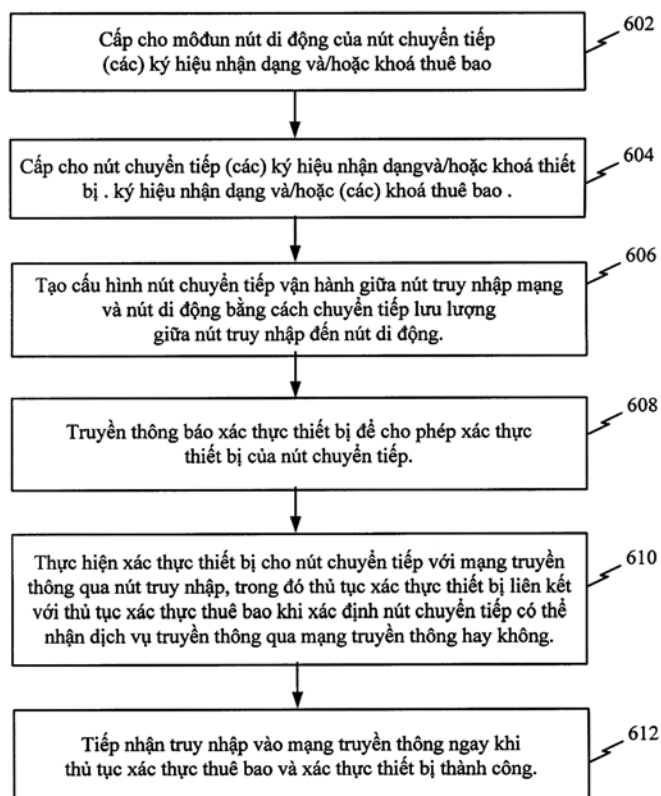 Cấp cho môđun nút di động của nút chuyển tiếp
(các) ký hiệu nhận dạng và/hoặc khoá thuê bao
602
Cấp cho nút chuyển tiếp (các) ký hiệu nhận dạngvà/hoặc khoá thiết
bị . ký hiệu nhận dạng và/hoặc (các) khoá thuê bao .
604
Tạo cấu hình nút chuyển tiếp vận hành giữa nút truy nhập mạng
và nút di động bằng cách chuyển tiếp lưu lượng
giữa nút truy nhập đến nút di động.
606
Truyền thông báo xác thực thiết bị để cho phép xác thực
thiết bị của nút chuyển tiếp.
608
Thực hiện xác thực thiết bị cho nút chuyển tiếp với mạng truyền
thông qua nút truy nhập, trong đó thủ tục xác thực thiết bị liên kết
với thủ tục xác thực thuê bao khi xác định nút chuyển tiếp có thể
nhận dịch vụ truyền thông qua mạng truyền thông hay không.
610
Tiếp nhận truy nhập vào mạng truyền thông ngay khi
thủ tục xác thực thuê bao và xác thực thiết bị thành công.
612